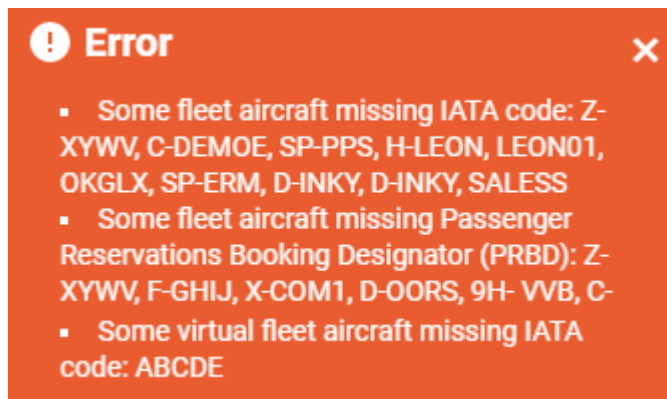 Error
▪ Some fleet aircraft missing IATA code: Z-
XYWV, C-DEMOE, SP-PPS, H-LEON, LEON01,
OKGLX, SP-ERM, D-INKY, D-INKY, SALESS
▪ Some fleet aircraft missing Passenger
Reservations Booking Designator (PRBD): Z-
XYWV, F-GHIJ, X-COM1, D-OORS, 9H- VVB, C-
▪ Some virtual fleet aircraft missing IATA
code: ABCDE